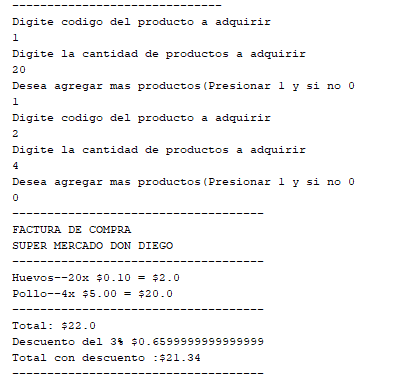 ------------------------------
Digite codigo del producto a adquirir
1
Digite la cantidad de productos a adquirir
20
Desea agregar mas productos(Presionar 1 y si no 0
1
Digite codigo del producto a adquirir
2
Digite la cantidad de productos a adquirir
4
Desea agregar mas productos(Presionar 1 y si no 0
0
------------------------------------
FACTURA DE COMPRA
SUPER MERCADO DON DIEGO
------------------------------------
Huevos--20x $0.10 = $2.0
Pollo--4x $5.00 = $20.0
------------------------------------
Total: $22.0
Descuento del 3% $0.6599999999999999
Total con descuento :$21.34
------------------------------------